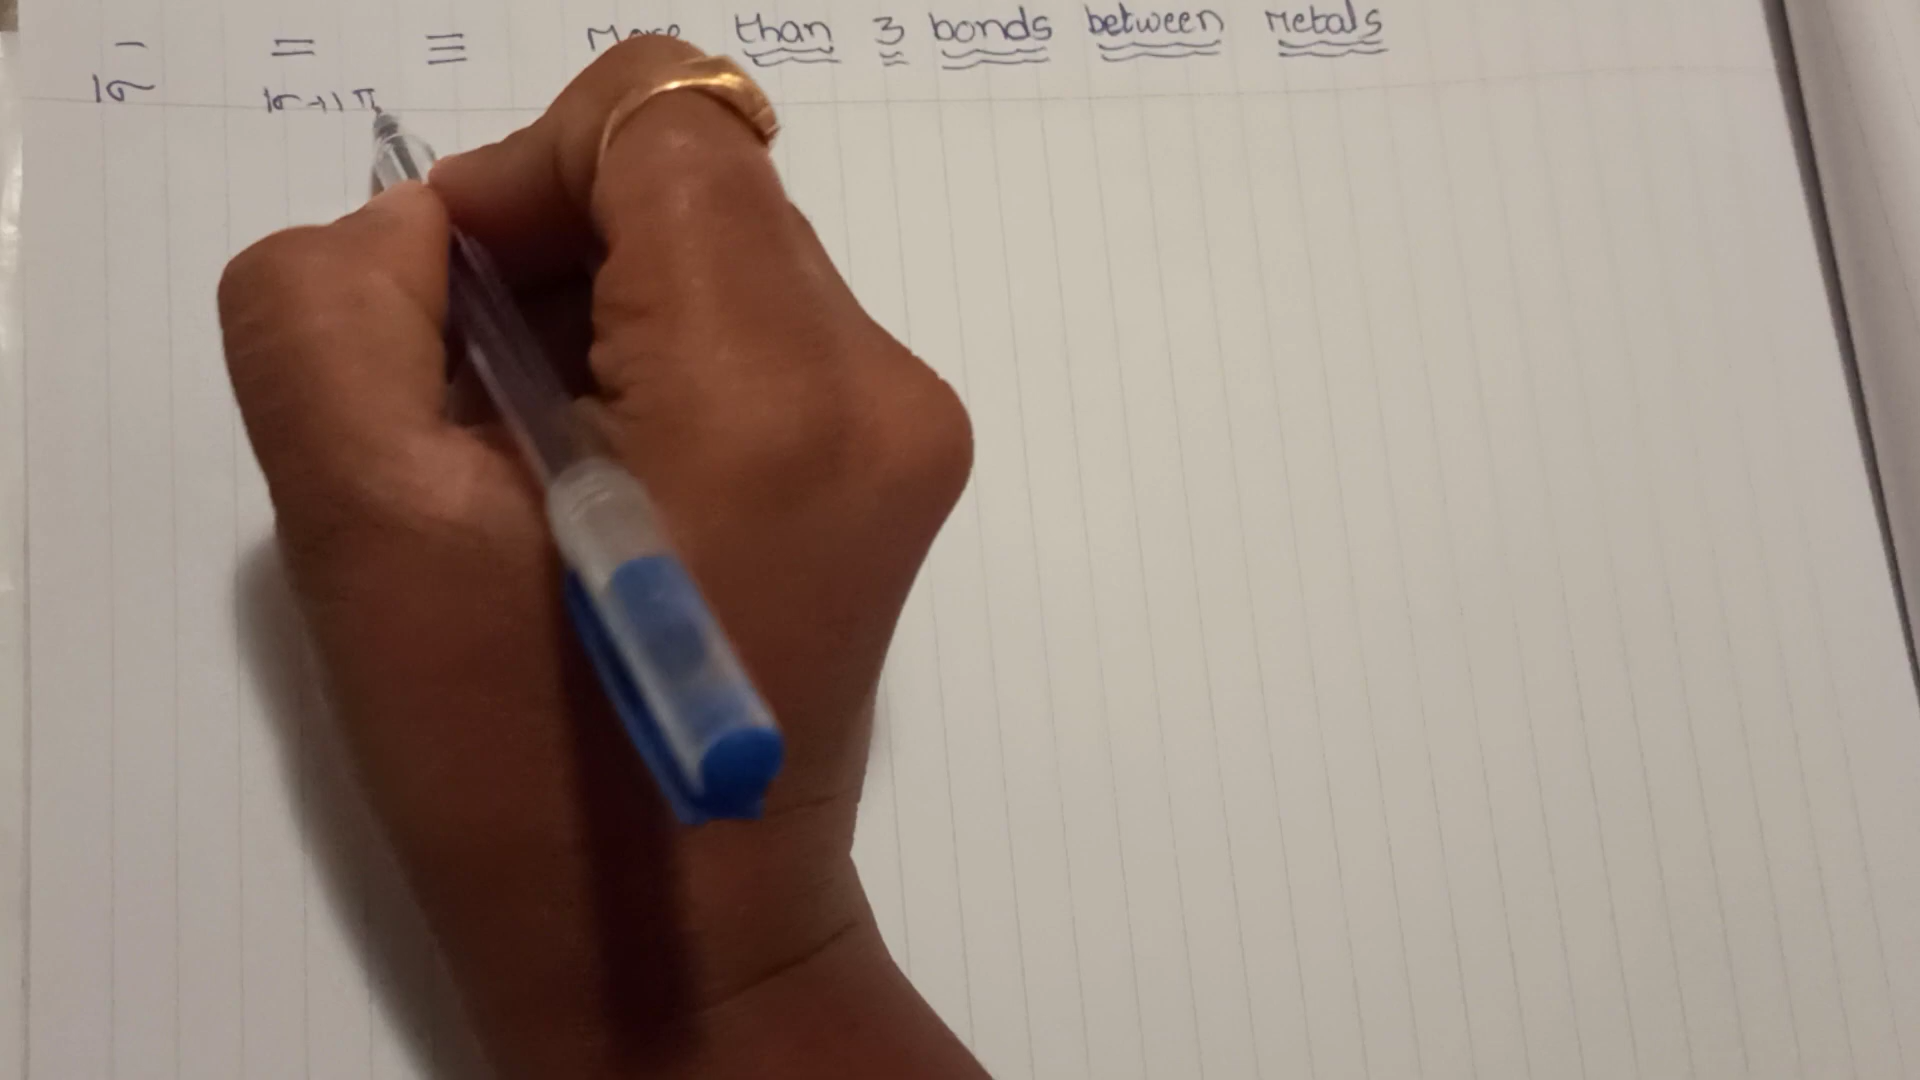 – = ≡ More than 3 bonds between Metals
1σ 1σ+1π